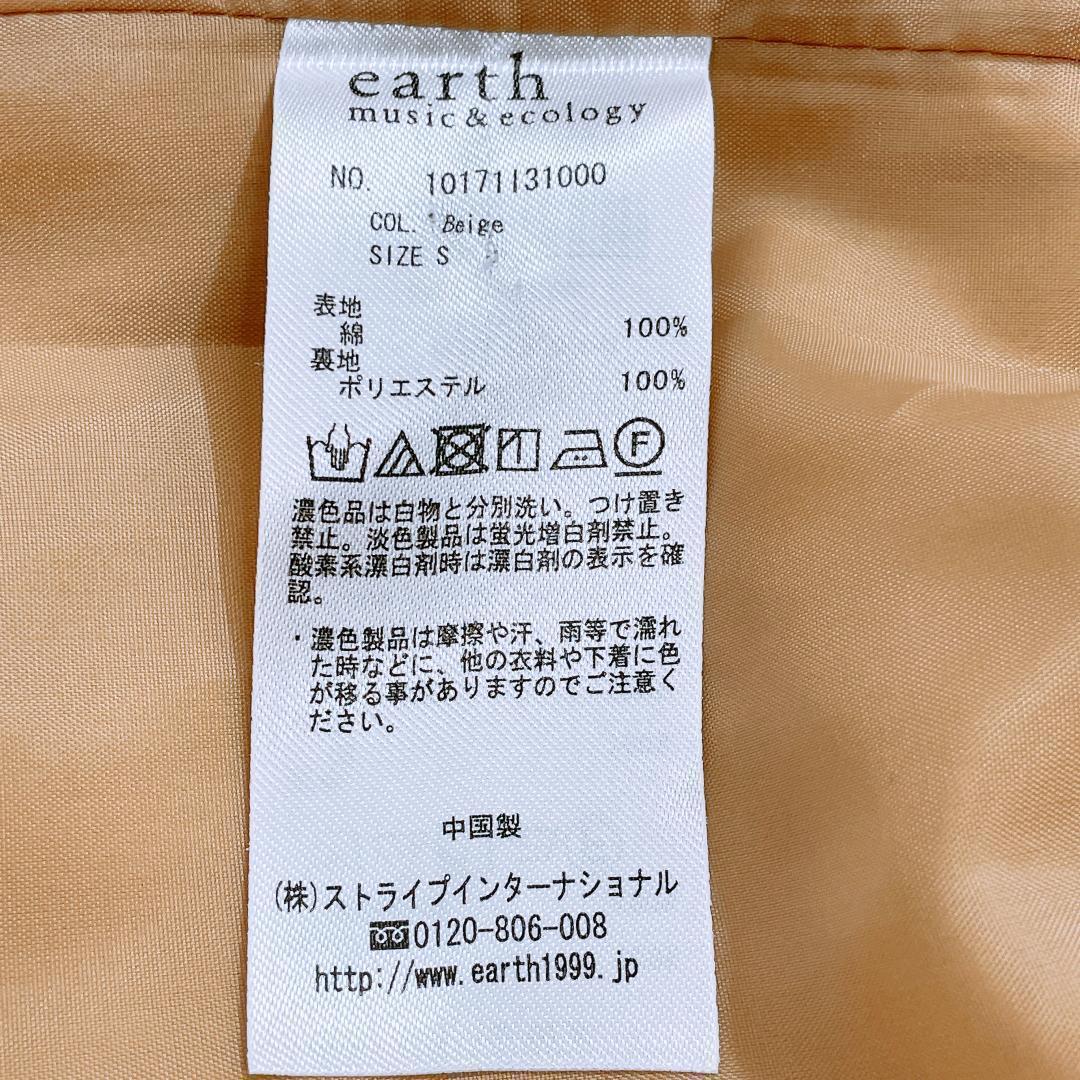 earth
music & ecology
NO. 10171131000
COL. Beige
SIZE S
表地
綿 100%
裏地
ポリエステル 100%
F
濃色品は白物と分別洗い。つけ置き
禁止。淡色製品は蛍光増白剤禁止。
酸素系漂白剤時は漂白剤の表示を確
認。
・濃色製品は摩擦や汗、雨等で濡れ
た時などに、他の衣料や下着に色
が移る事がありますのでご注意く
ださい。
中国製
(株)ストライプインターナショナル
0120-806-008
http://www.earth1999.jp